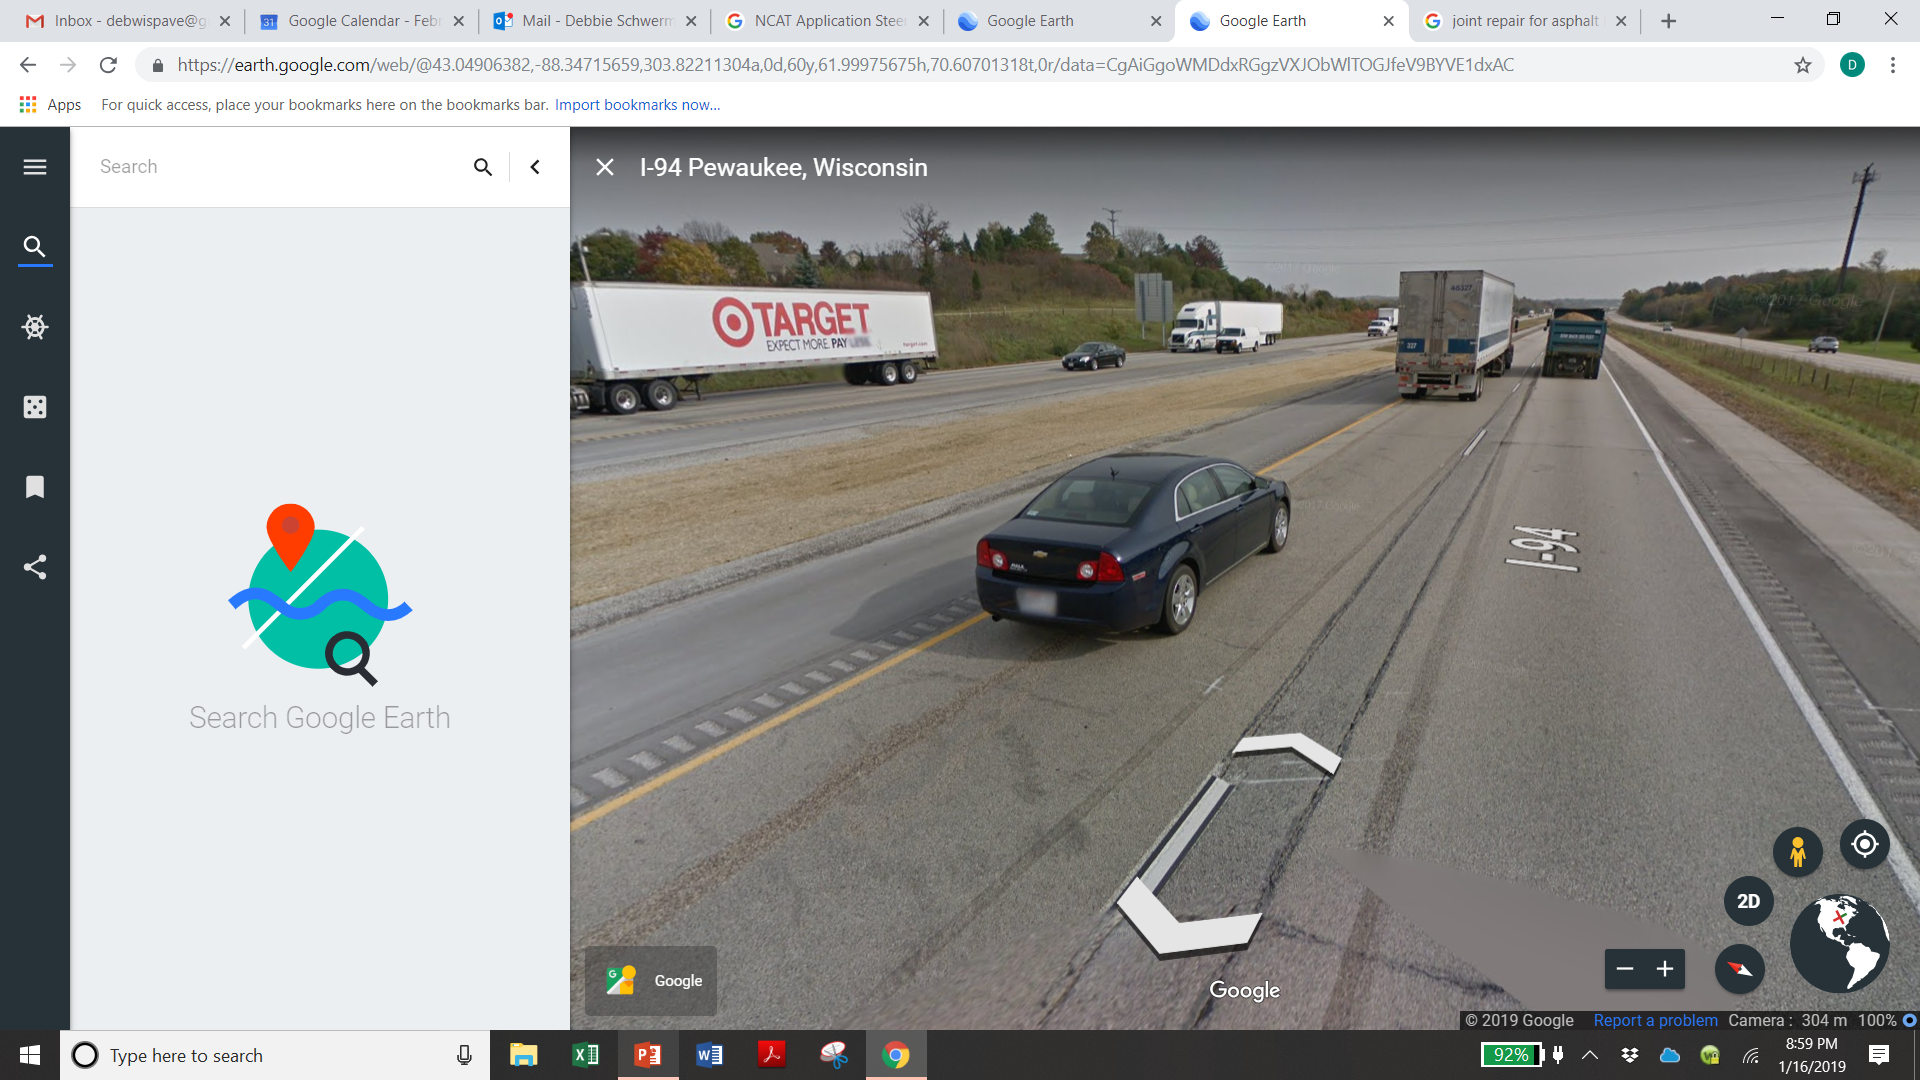 Inbox - debwispave@g
Google Calendar - Febr
Mail - Debbie Schwerm
NCAT Application Steer
Google Earth
Google Earth
joint repair for asphalt
https://earth.google.com/web/@43.04906382,-88.34715659,303.82211304a,0d,60y,61.99975675h,70.60701318t,0r/data=CgAiGgoWMDdxRGgzVXJObWlTOGJfeV9BYVE1dxAC
D
Apps
For quick access, place your bookmarks here on the bookmarks bar. Import bookmarks now...
Search
I-94 Pewaukee, Wisconsin
TARGET
EXPECT MORE. PAY
target.com
327
I-94
Search Google Earth
2D
Google
Google
© 2019 Google Report a problem Camera : 304 m 100%
Type here to search
92%
8:59 PM
1/16/2019